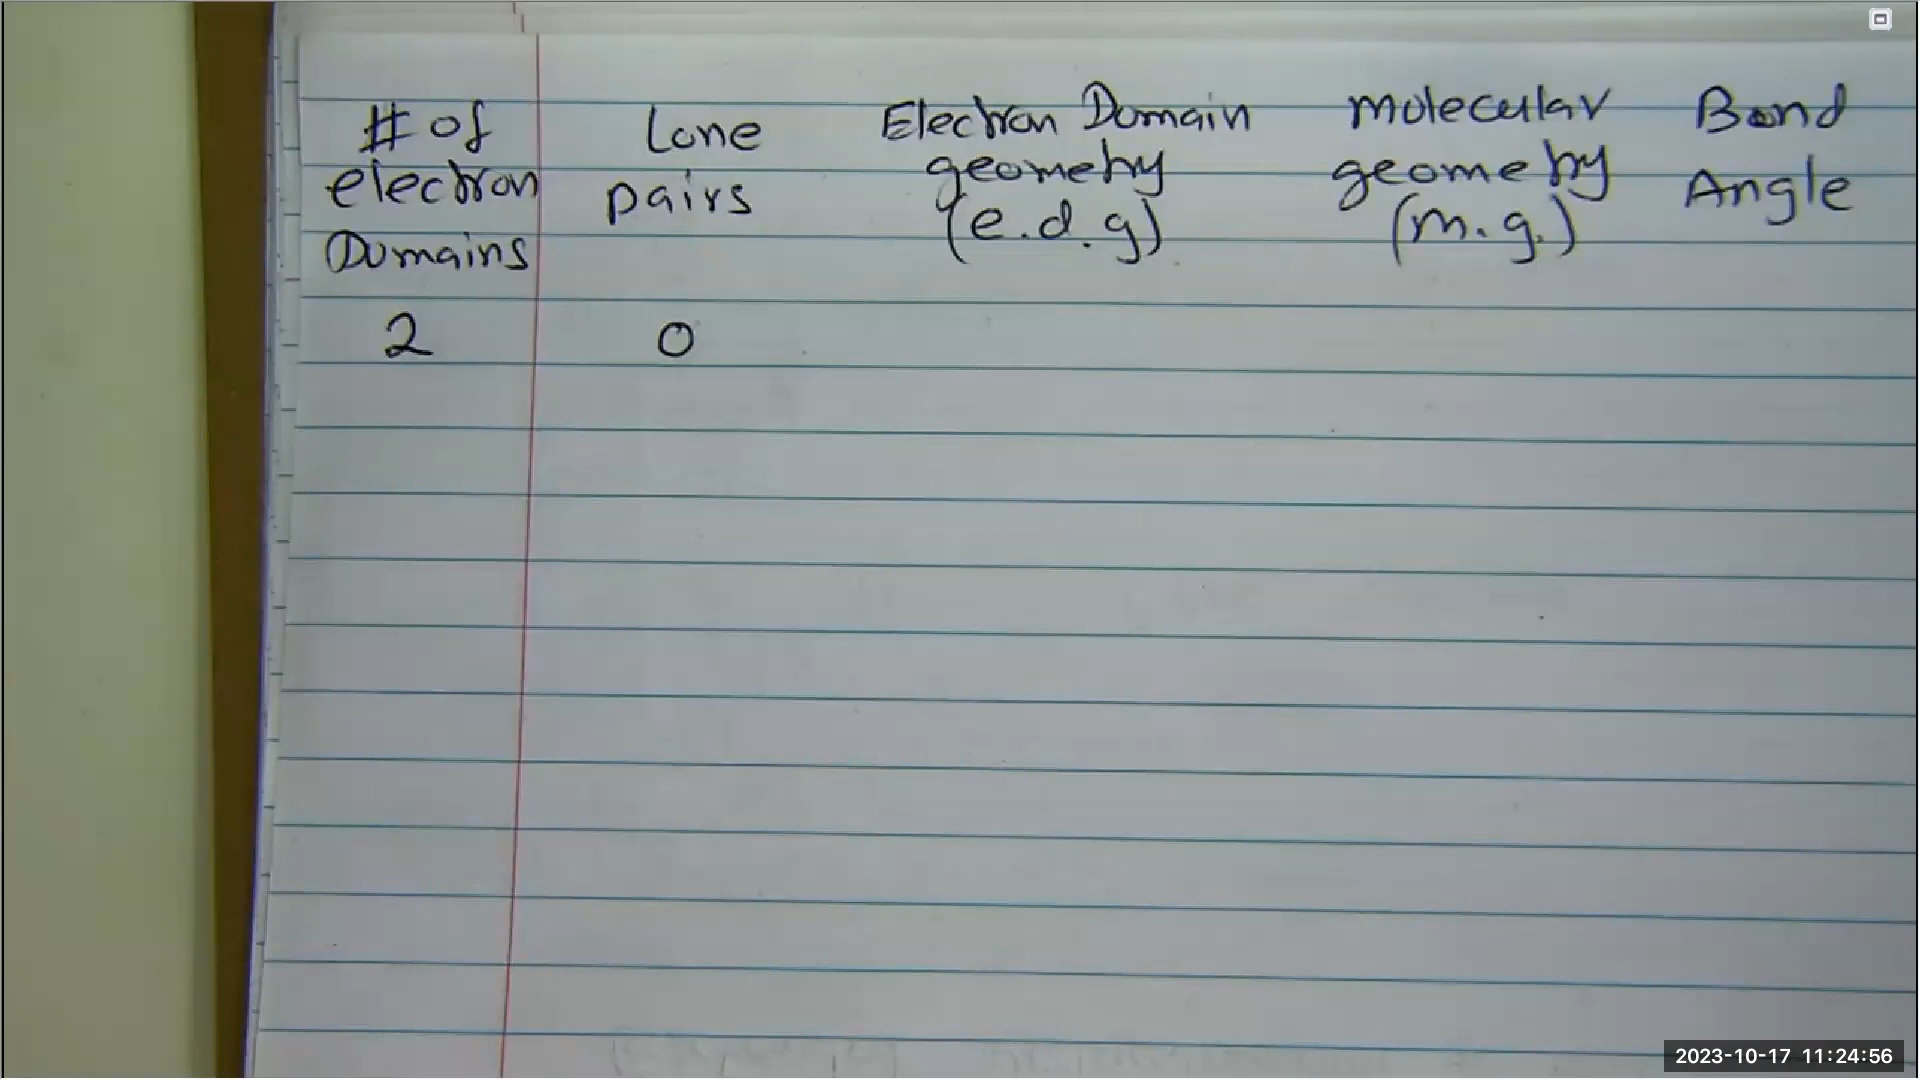 # of Lone Electron Domain Molecular Bond
electron pairs geometry geometry Angle
Domains (e.d.g) (m.g.)
2 0
2023-10-17 11:24:56